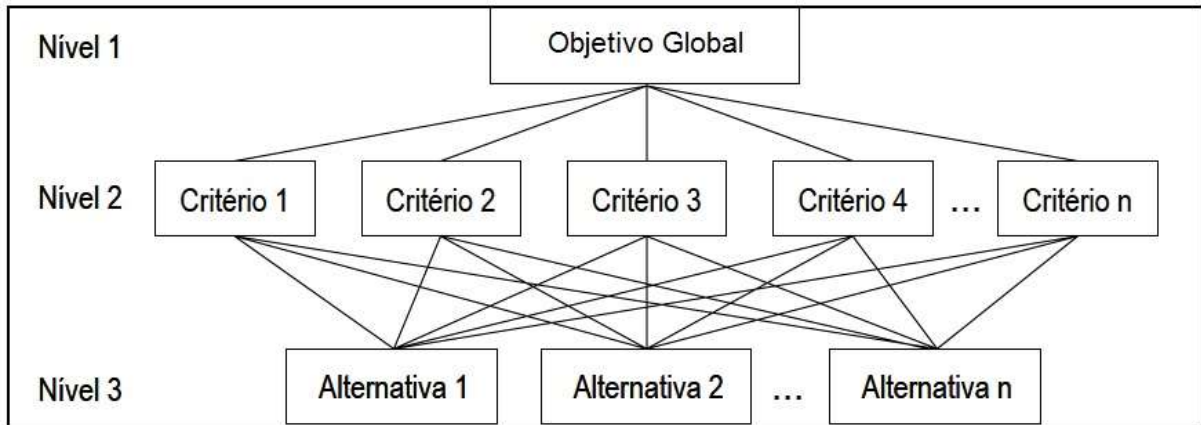 Nível 1
Objetivo Global
Nível 2
Critério 1
Critério 2
Critério 3
Critério 4
...
Critério n
Nível 3
Alternativa 1
Alternativa 2
...
Alternativa n